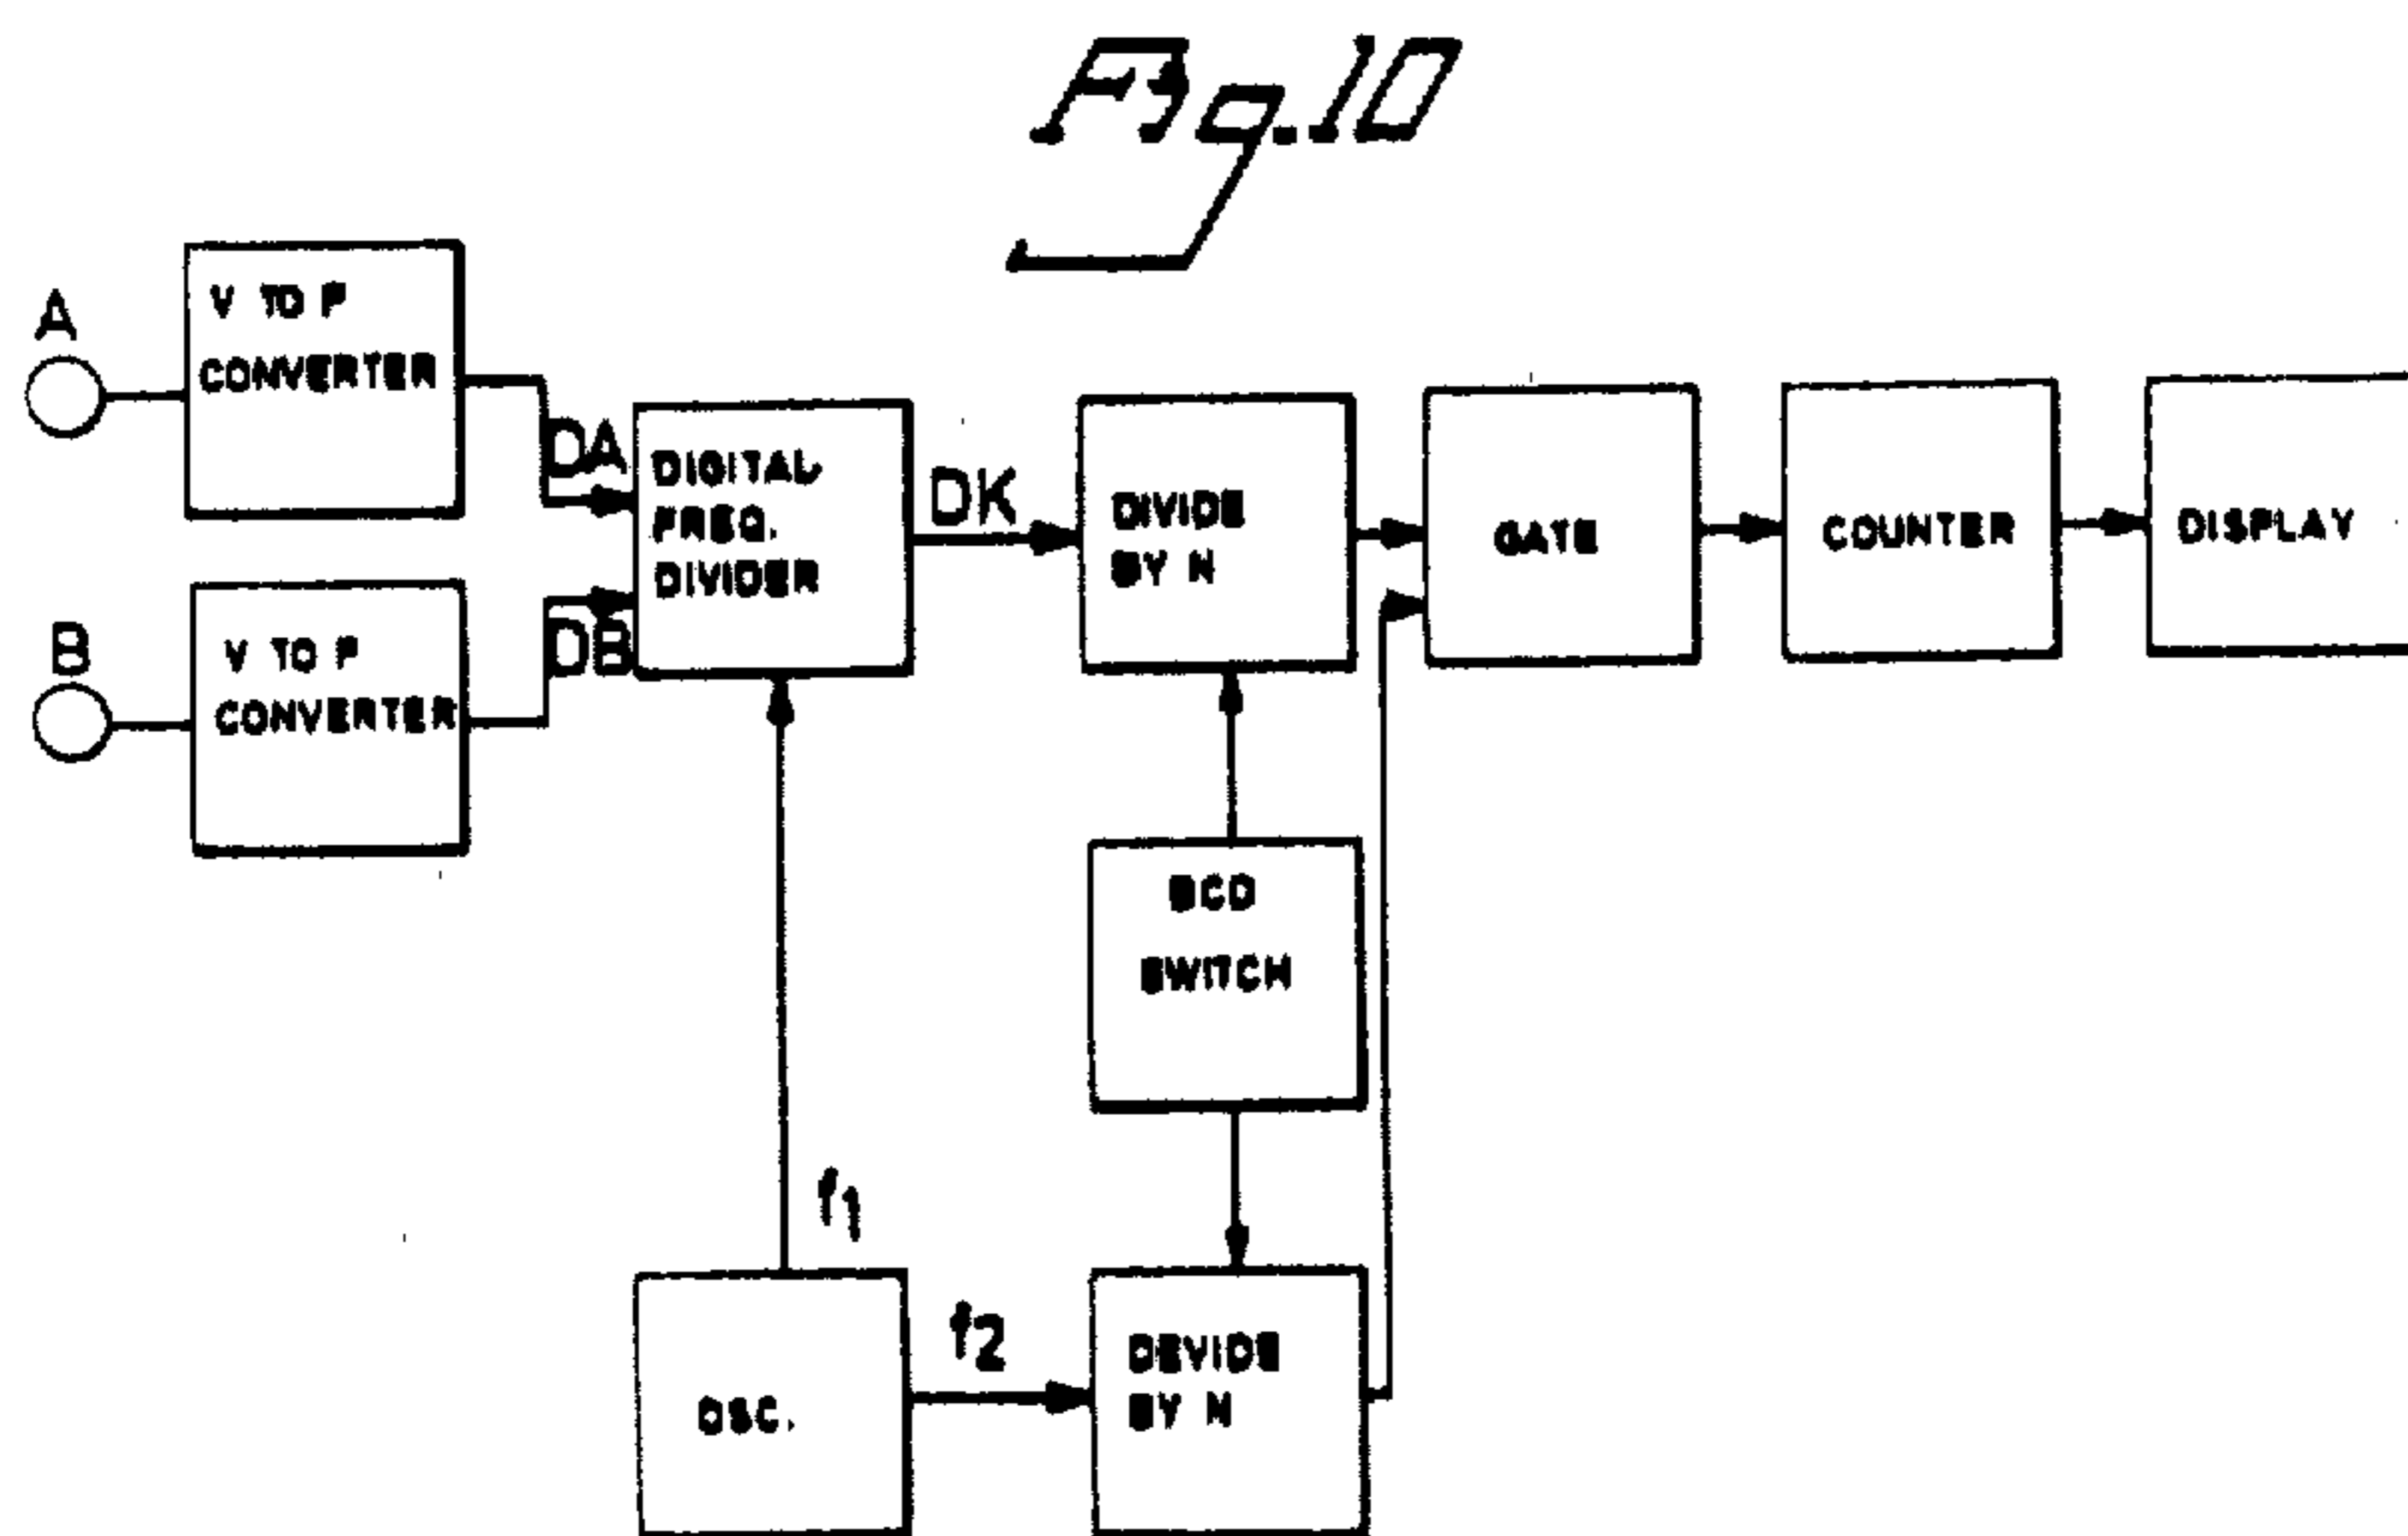 Fig. 10
A
V TO F
CONVERTER
DA
B
V TO F
CONVERTER
DB
DIGITAL
FREQ.
DIVIDER
DK
DIVIDE
BY N
GATE
COUNTER
DISPLAY
BCD
SWITCH
f1
OSC.
f2
DEVIDE
BY N